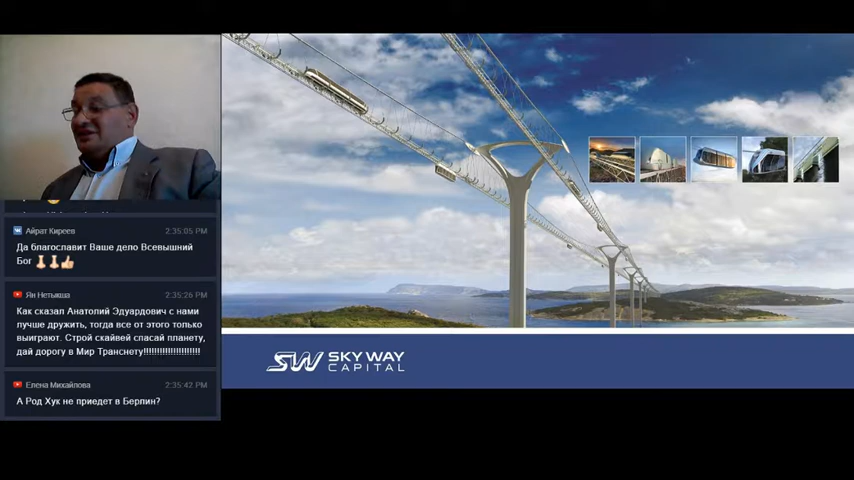 Айрат Киреев 2:35:05 PM
Да благославит Ваше дело Всевышний
Бог
Ян Нетыкша 2:35:26 PM
Как сказал Анатолий Эдуардович с нами
лучше дружить, тогда все от этого только
выиграют. Строй скайвей спасай планету,
дай дорогу в Мир Транснету!!!!!!!!!!!!!!!!!!!!!
Елена Михайлова 2:35:42 PM
А Род Хук не приедет в Берлин?
SW SKY WAY
CAPITAL